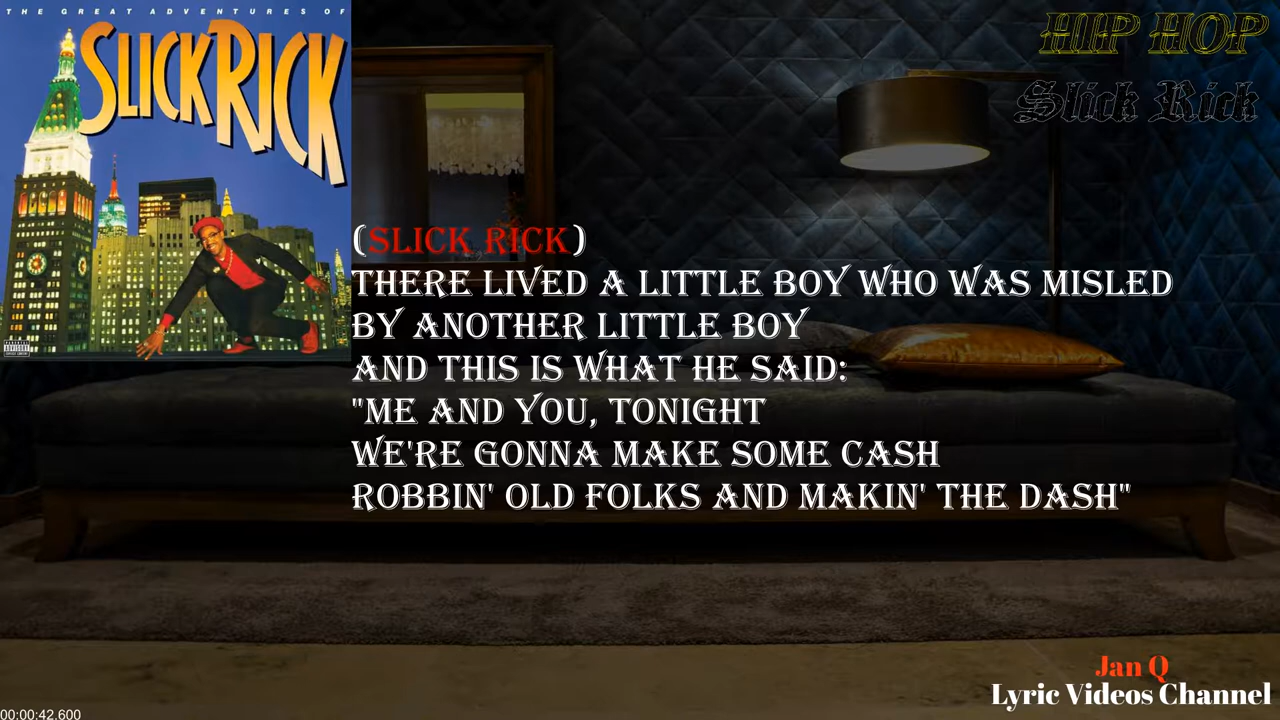 THE GREAT ADVENTURES OF
SLICK RICK
HIP HOP
Slick Rick
(SLICK RICK)
THERE LIVED A LITTLE BOY WHO WAS MISLED
BY ANOTHER LITTLE BOY
AND THIS IS WHAT HE SAID:
"ME AND YOU, TONIGHT
WE'RE GONNA MAKE SOME CASH
ROBBIN' OLD FOLKS AND MAKIN' THE DASH"
Jan Q
Lyric Videos Channel
00:00:42.600